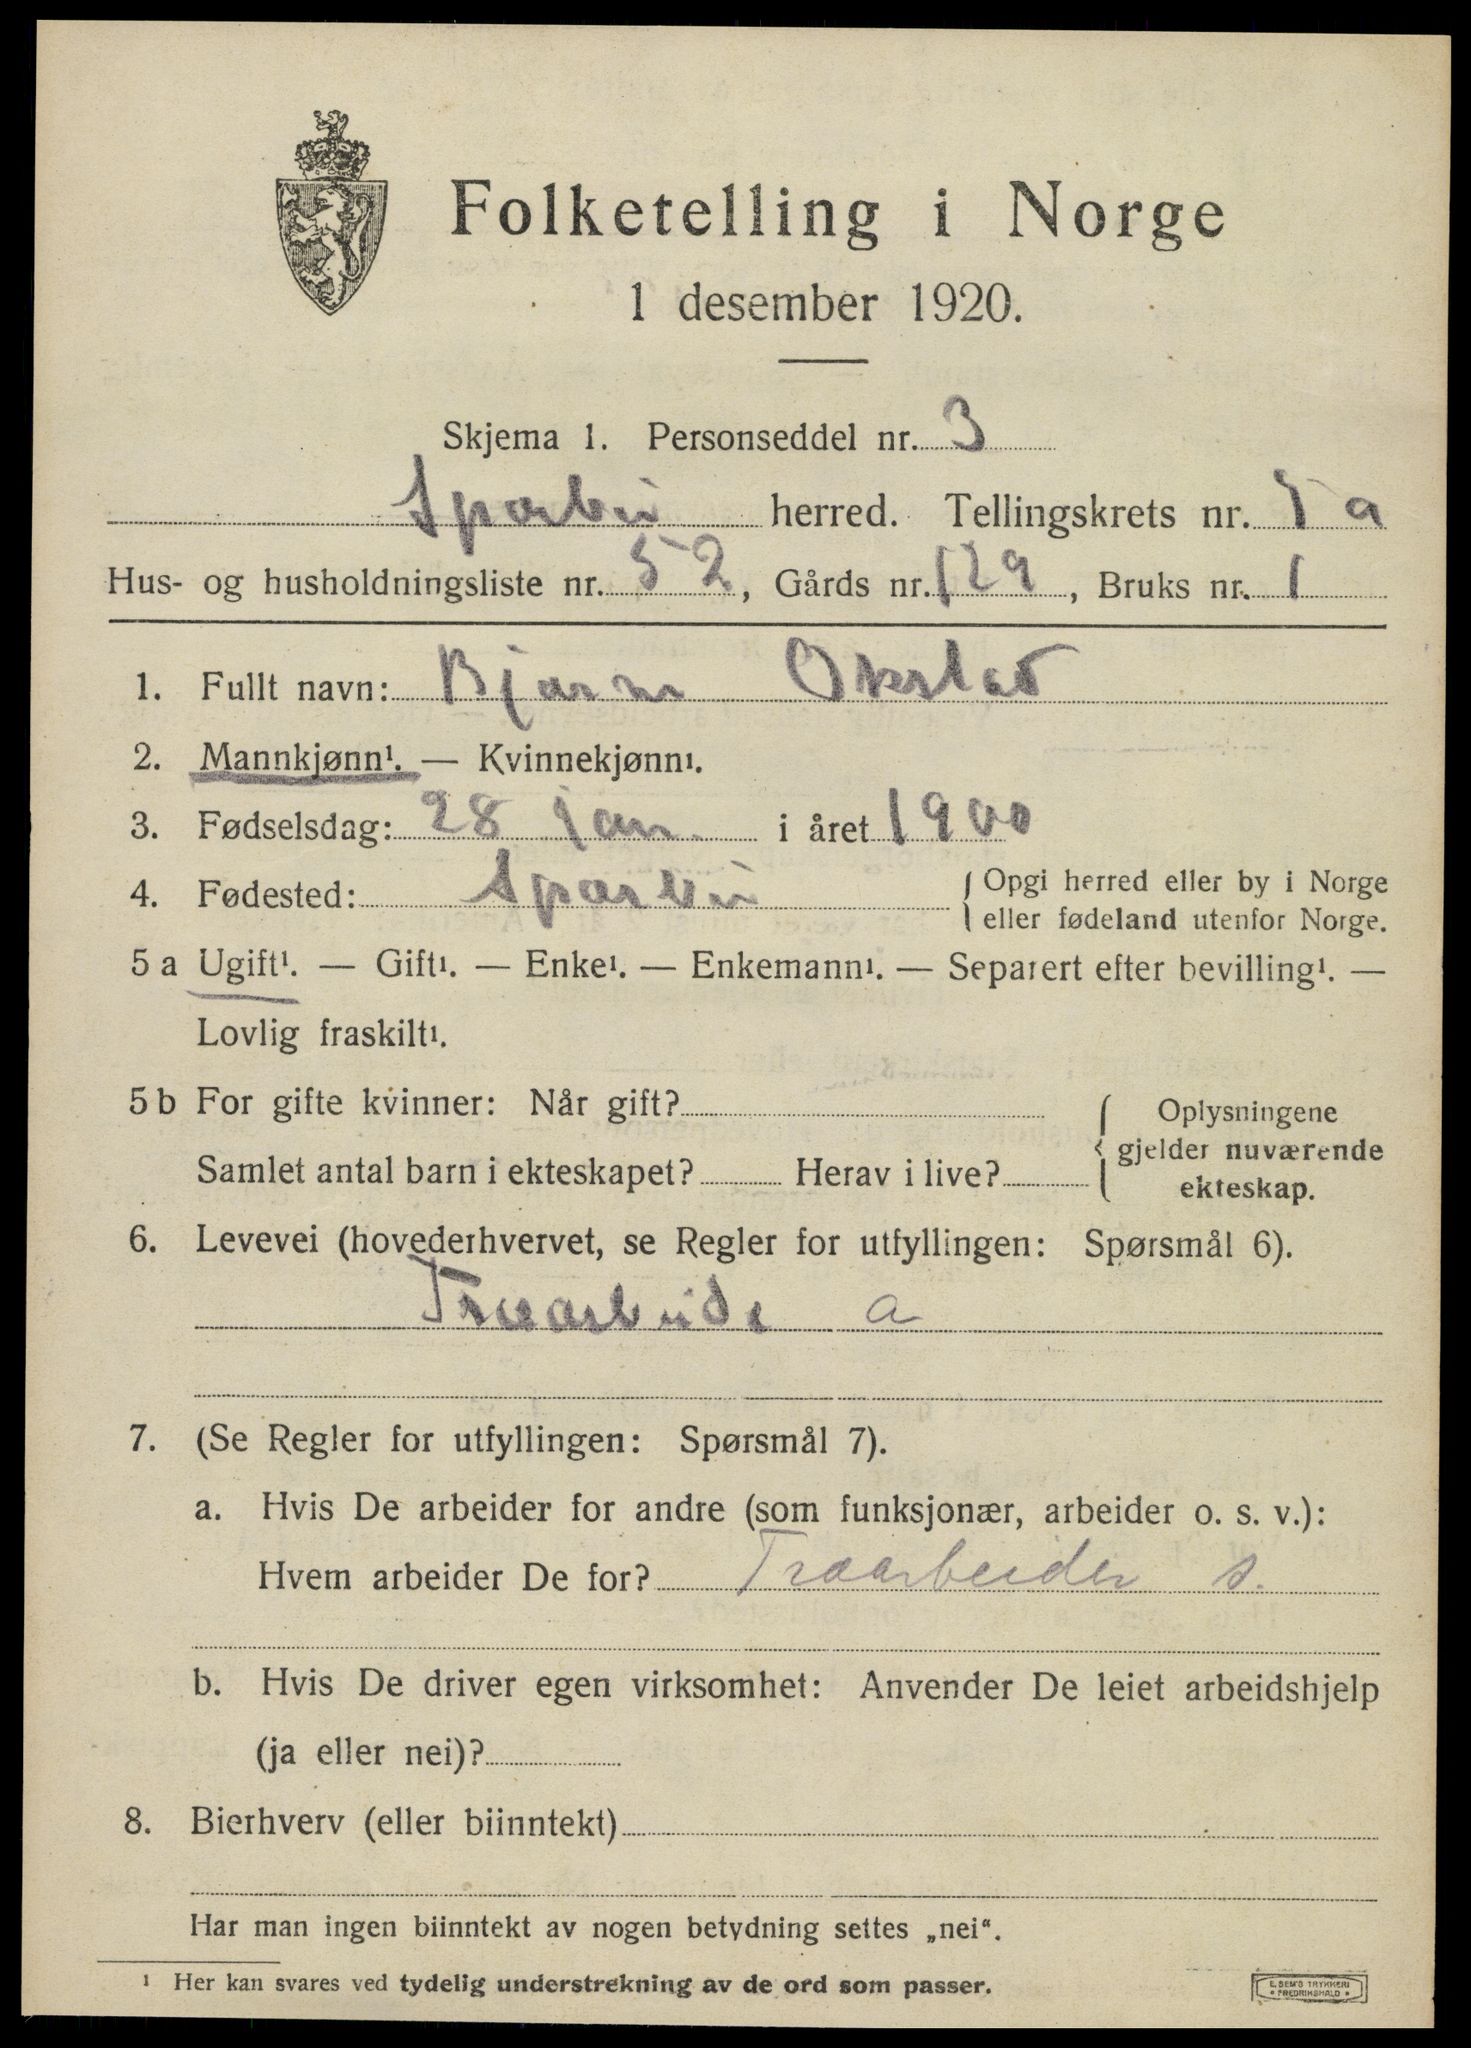 Folketelling i Norge
1 desember 1920.
Skjema 1. Personseddel nr. 3
Sparbu herred. Tellingskrets nr. 5 a
Hus- og husholdningsliste nr. 52, Gårds nr. 129, Bruks nr. 1
1. Fullt navn: Bjarne Okstad
2. Mannkjønn¹. — Kvinnekjønn¹.
3. Fødselsdag: 28 jan. i året 1900
4. Fødested: Sparbu { Opgi herred eller by i Norge
eller fødeland utenfor Norge.
5 a Ugift¹. — Gift¹. — Enke¹. — Enkemann¹. — Separert efter bevilling¹. —
Lovlig fraskilt¹.
5 b For gifte kvinner: Når gift? { Oplysningene
gjelder nuværende
Samlet antal barn i ekteskapet? Herav i live?
ekteskap.
6. Levevei (hovederhvervet, se Regler for utfyllingen: Spørsmål 6).
Træarbeide a
7. (Se Regler for utfyllingen: Spørsmål 7).
a. Hvis De arbeider for andre (som funksjonær, arbeider o. s. v.):
Hvem arbeider De for? Træarbeider s.
b. Hvis De driver egen virksomhet: Anvender De leiet arbeidshjelp
(ja eller nei)?
8. Bierhverv (eller biinntekt)
Har man ingen biinntekt av nogen betydning settes „nei“.
¹ Her kan svares ved tydelig understrekning av de ord som passer.
E. SEM'S TRYKKERI
• FREDRIKSHALD •